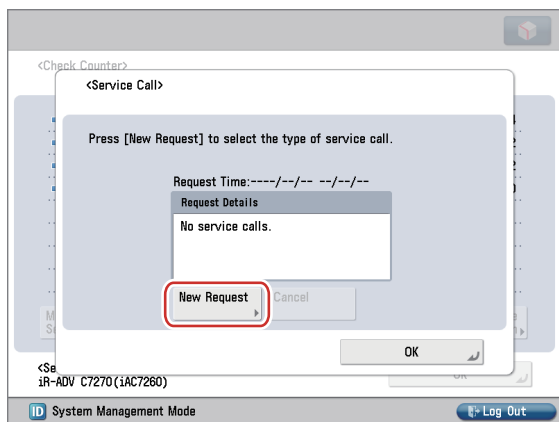 <Check Counter>
<Service Call>
Press [New Request] to select the type of service call.
Request Time:----/--/-- --/--/--
Request Details
No service calls.
New Request
Cancel
OK
iR-ADV C7270(iAC7260)
OK
ID System Management Mode
Log Out